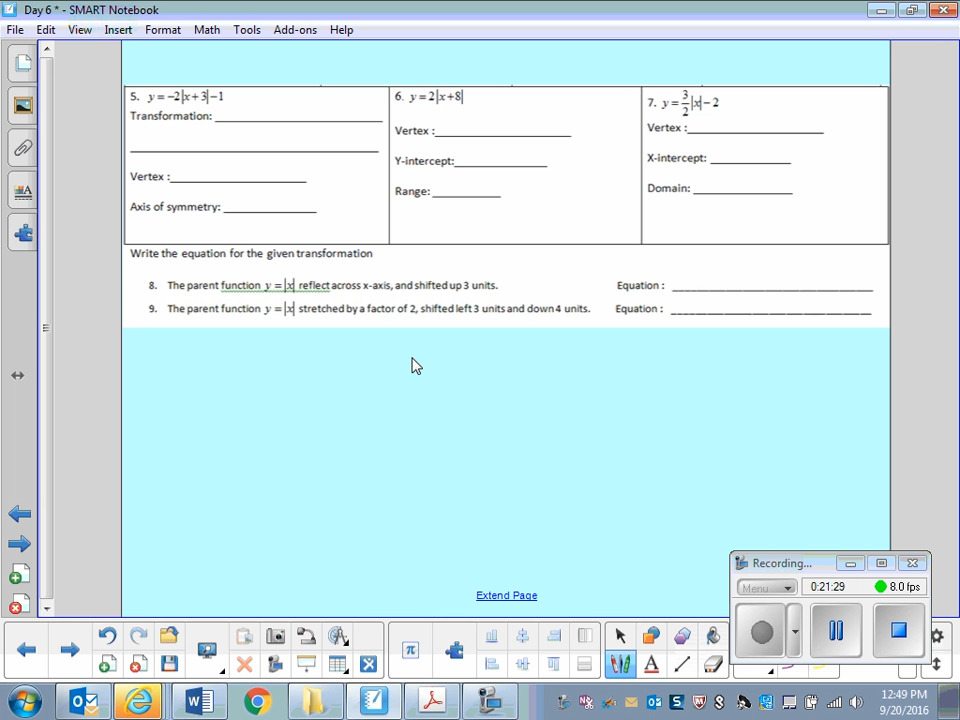 Day 6 * - SMART Notebook
File Edit View Insert Format Math Tools Add-ons Help
5. y = -2|x+3|-1
Transformation: ______________________
______________________
Vertex :______________________
Axis of symmetry: ______________
6. y = 2|x+8|
Vertex :______________________
Y-intercept:______________
Range: __________
7. y = 3/2|x| - 2
Vertex :______________________
X-intercept: ____________
Domain: ______________
Write the equation for the given transformation
8. The parent function y = |x| reflect across x-axis, and shifted up 3 units. Equation : ______________________
9. The parent function y = |x| stretched by a factor of 2, shifted left 3 units and down 4 units. Equation : ______________________
Extend Page
Recording...
Menu 0:21:29 8.0 fps
12:49 PM
9/20/2016